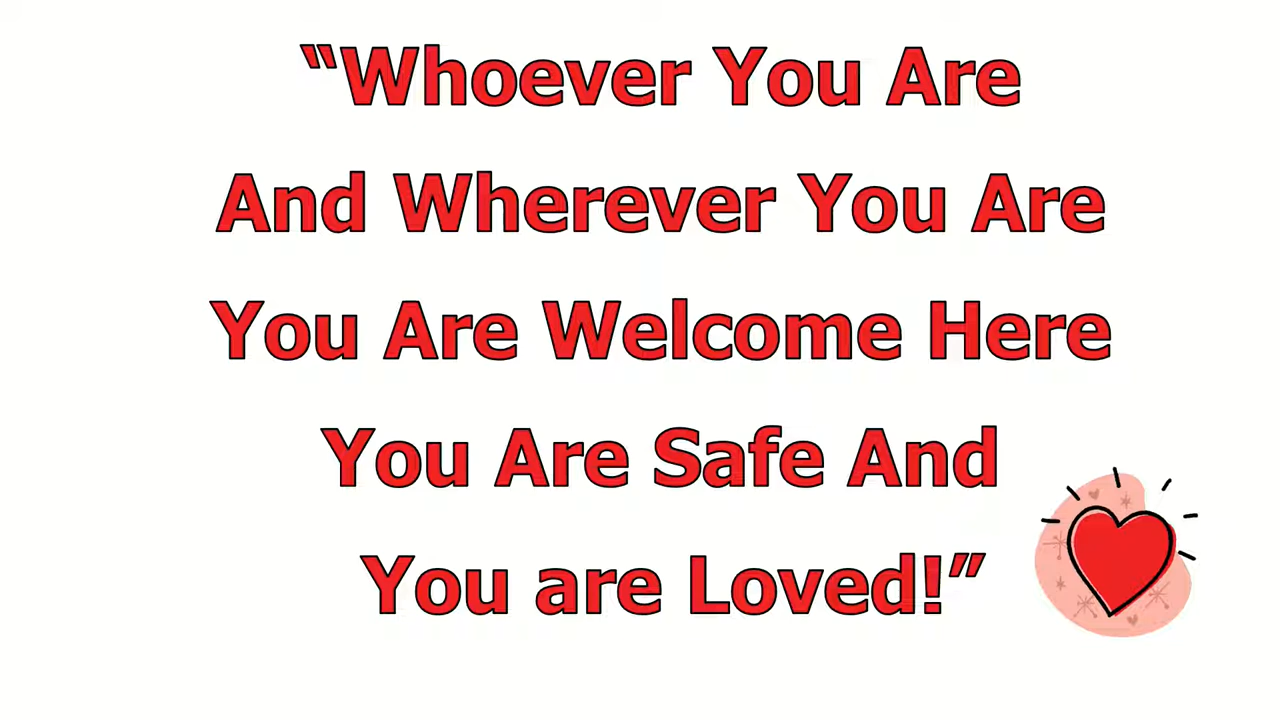 “Whoever You Are
And Wherever You Are
You Are Welcome Here
You Are Safe And
You are Loved!”